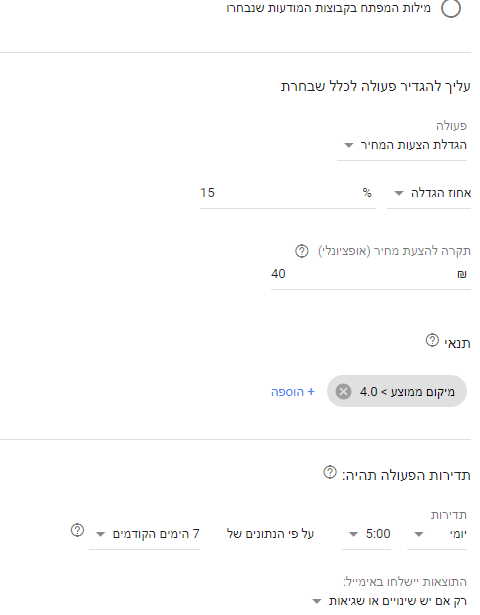 מילות המפתח בקבוצות המודעות שנבחרו
עליך להגדיר פעולה לכלל שבחרת
פעולה
הגדלת הצעות המחיר
אחוז הגדלה % 15
תקרה להצעת מחיר (אופציונלי)
₪ 40
תנאי
מיקום ממוצע > 4.0 + הוספה
תדירות הפעולה תהיה:
תדירות
יומי 5:00 על פי הנתונים של 7 הימים הקודמים
התוצאות יישלחו באימייל:
רק אם יש שינויים או שגיאות